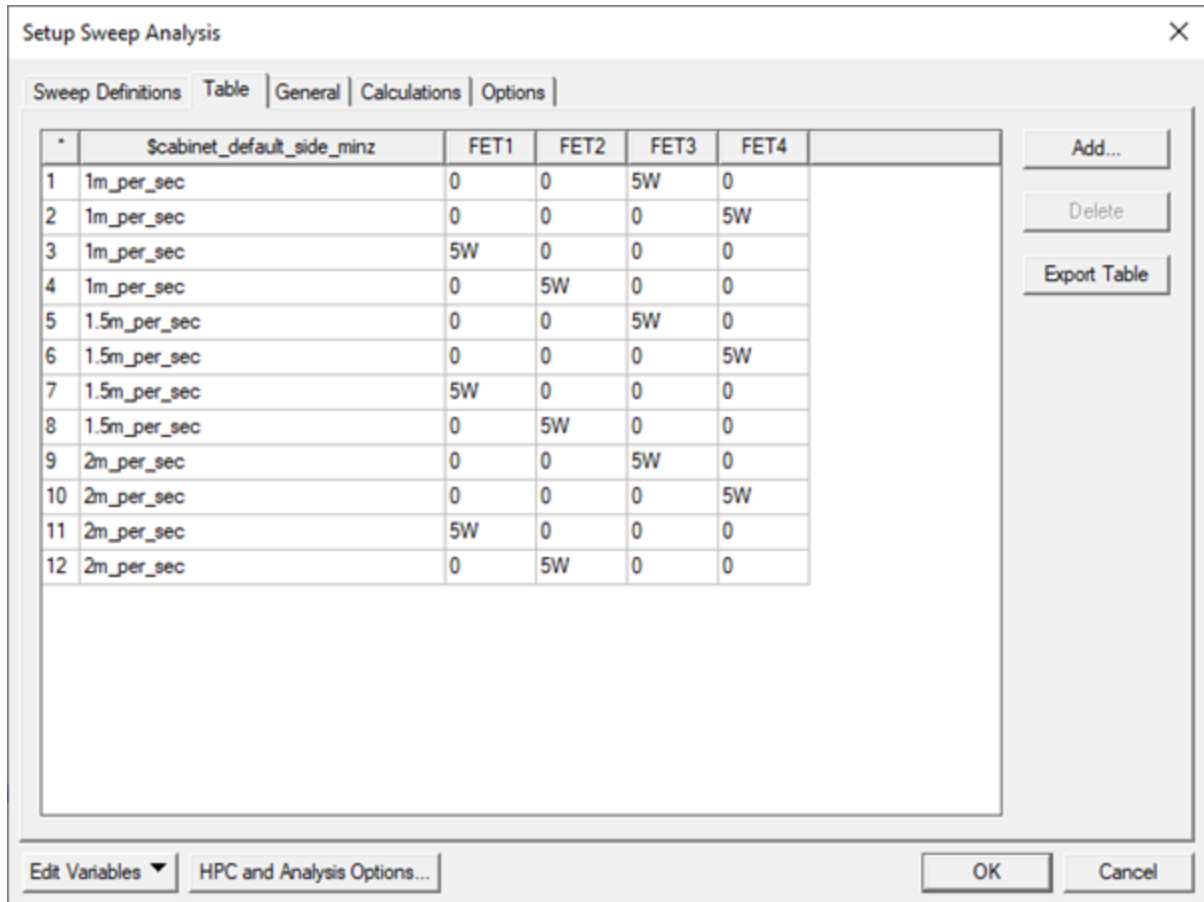 Setup Sweep Analysis
Sweep Definitions Table General Calculations Options
* $cabinet_default_side_minz FET1 FET2 FET3 FET4
1 1m_per_sec 0 0 5W 0
2 1m_per_sec 0 0 0 5W
3 1m_per_sec 5W 0 0 0
4 1m_per_sec 0 5W 0 0
5 1.5m_per_sec 0 0 5W 0
6 1.5m_per_sec 0 0 0 5W
7 1.5m_per_sec 5W 0 0 0
8 1.5m_per_sec 0 5W 0 0
9 2m_per_sec 0 0 5W 0
10 2m_per_sec 0 0 0 5W
11 2m_per_sec 5W 0 0 0
12 2m_per_sec 0 5W 0 0
Add...
Delete
Export Table
Edit Variables HPC and Analysis Options... OK Cancel